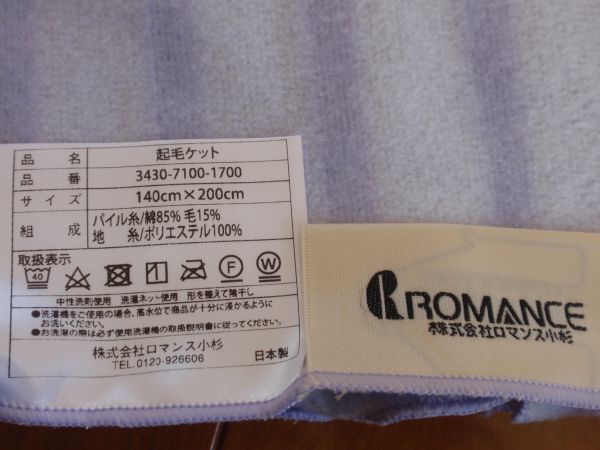 品名 起毛ケット
品番 3430-7100-1700
サイズ 140cm×200cm
組成 パイル糸/綿85% 毛15%
地 糸/ポリエステル100%
取扱表示
40 F W
中性洗剤使用 洗濯ネット使用 形を整えて陰干し
●洗濯機をご使用の場合、高水位で商品が十分に浸かるように
お洗いください。
●お洗濯の際は必ず使用洗濯機の取扱説明書に従ってください。
株式会社ロマンス小杉
TEL 0120-926606 日本製
ROMANCE
株式会社ロマンス小杉